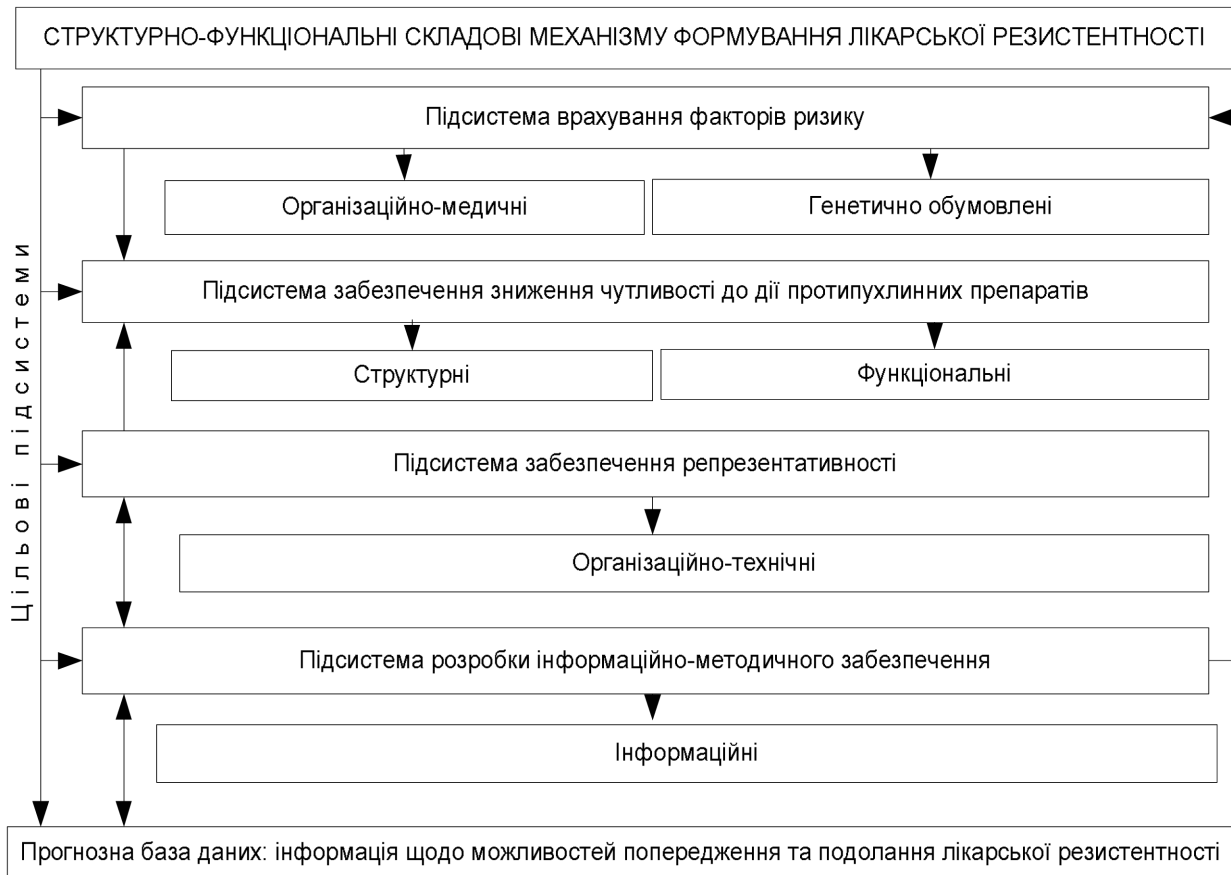 СТРУКТУРНО-ФУНКЦІОНАЛЬНІ СКЛАДОВІ МЕХАНІЗМУ ФОРМУВАННЯ ЛІКАРСЬКОЇ РЕЗИСТЕНТНОСТІ
Цільові підсистеми
Підсистема врахування факторів ризику
Організаційно-медичні
Генетично обумовлені
Підсистема забезпечення зниження чутливості до дії протипухлинних препаратів
Структурні
Функціональні
Підсистема забезпечення репрезентативності
Організаційно-технічні
Підсистема розробки інформаційно-методичного забезпечення
Інформаційні
Прогнозна база даних: інформація щодо можливостей попередження та подолання лікарської резистентності